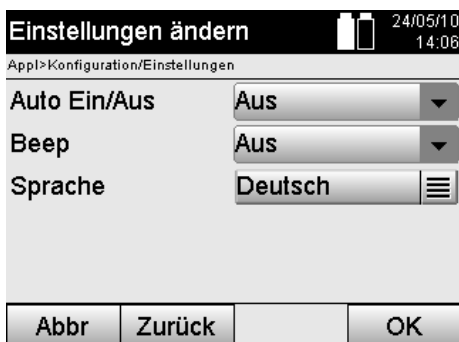 Einstellungen ändern
24/05/10
14:06
Appl>Konfiguration/Einstellungen
Auto Ein/Aus Aus
Beep Aus
Sprache Deutsch
Abbr Zurück OK